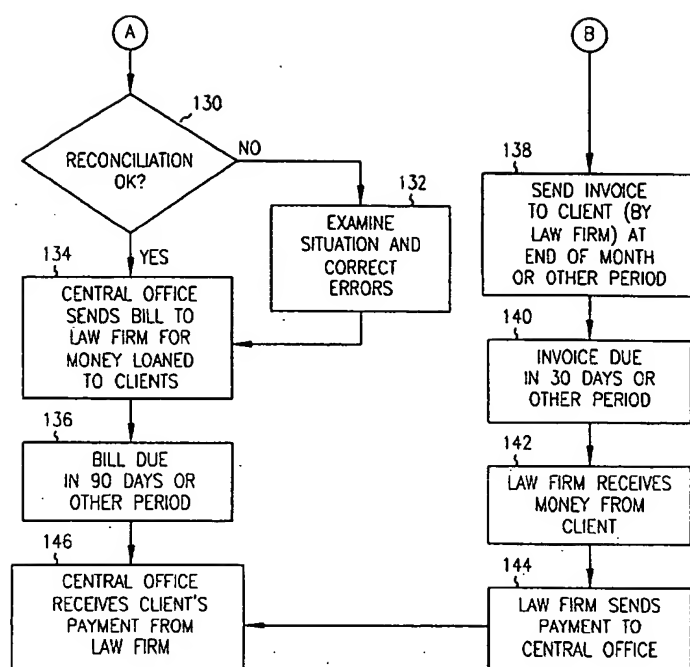 A
B
130
RECONCILIATION
OK?
NO
YES
132
EXAMINE
SITUATION AND
CORRECT
ERRORS
134
CENTRAL OFFICE
SENDS BILL TO
LAW FIRM FOR
MONEY LOANED
TO CLIENTS
136
BILL DUE
IN 90 DAYS OR
OTHER PERIOD
146
CENTRAL OFFICE
RECEIVES CLIENT'S
PAYMENT FROM
LAW FIRM
138
SEND INVOICE
TO CLIENT (BY
LAW FIRM) AT
END OF MONTH
OR OTHER PERIOD
140
INVOICE DUE
IN 30 DAYS OR
OTHER PERIOD
142
LAW FIRM RECEIVES
MONEY FROM
CLIENT
144
LAW FIRM SENDS
PAYMENT TO
CENTRAL OFFICE